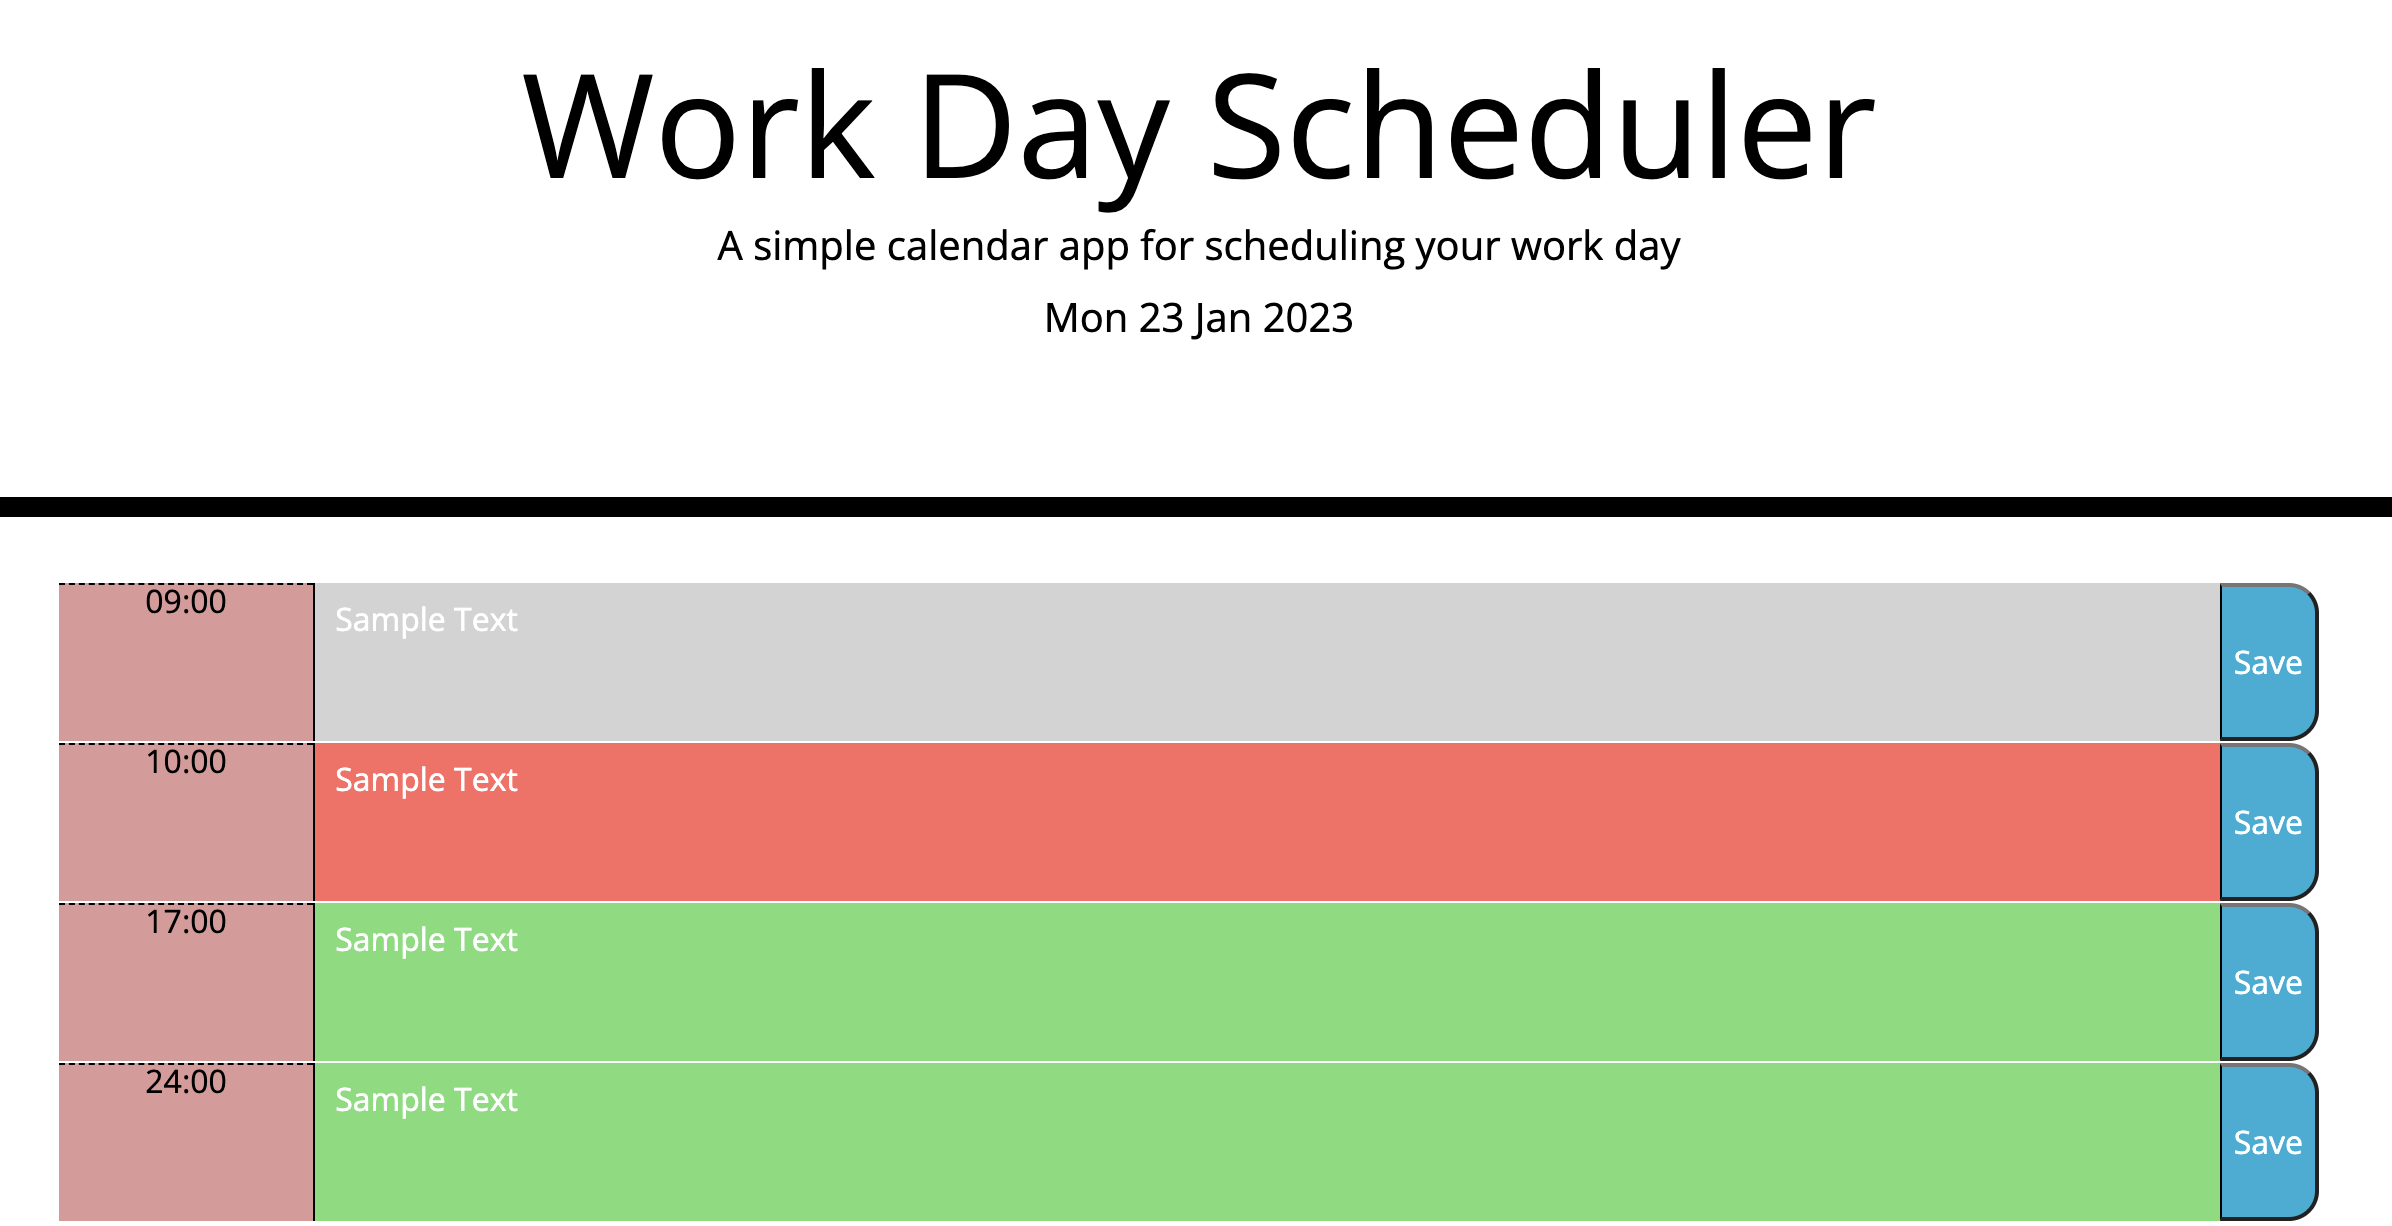 Work Day Scheduler
A simple calendar app for scheduling your work day
Mon 23 Jan 2023
09:00 Sample Text Save
10:00 Sample Text Save
17:00 Sample Text Save
24:00 Sample Text Save